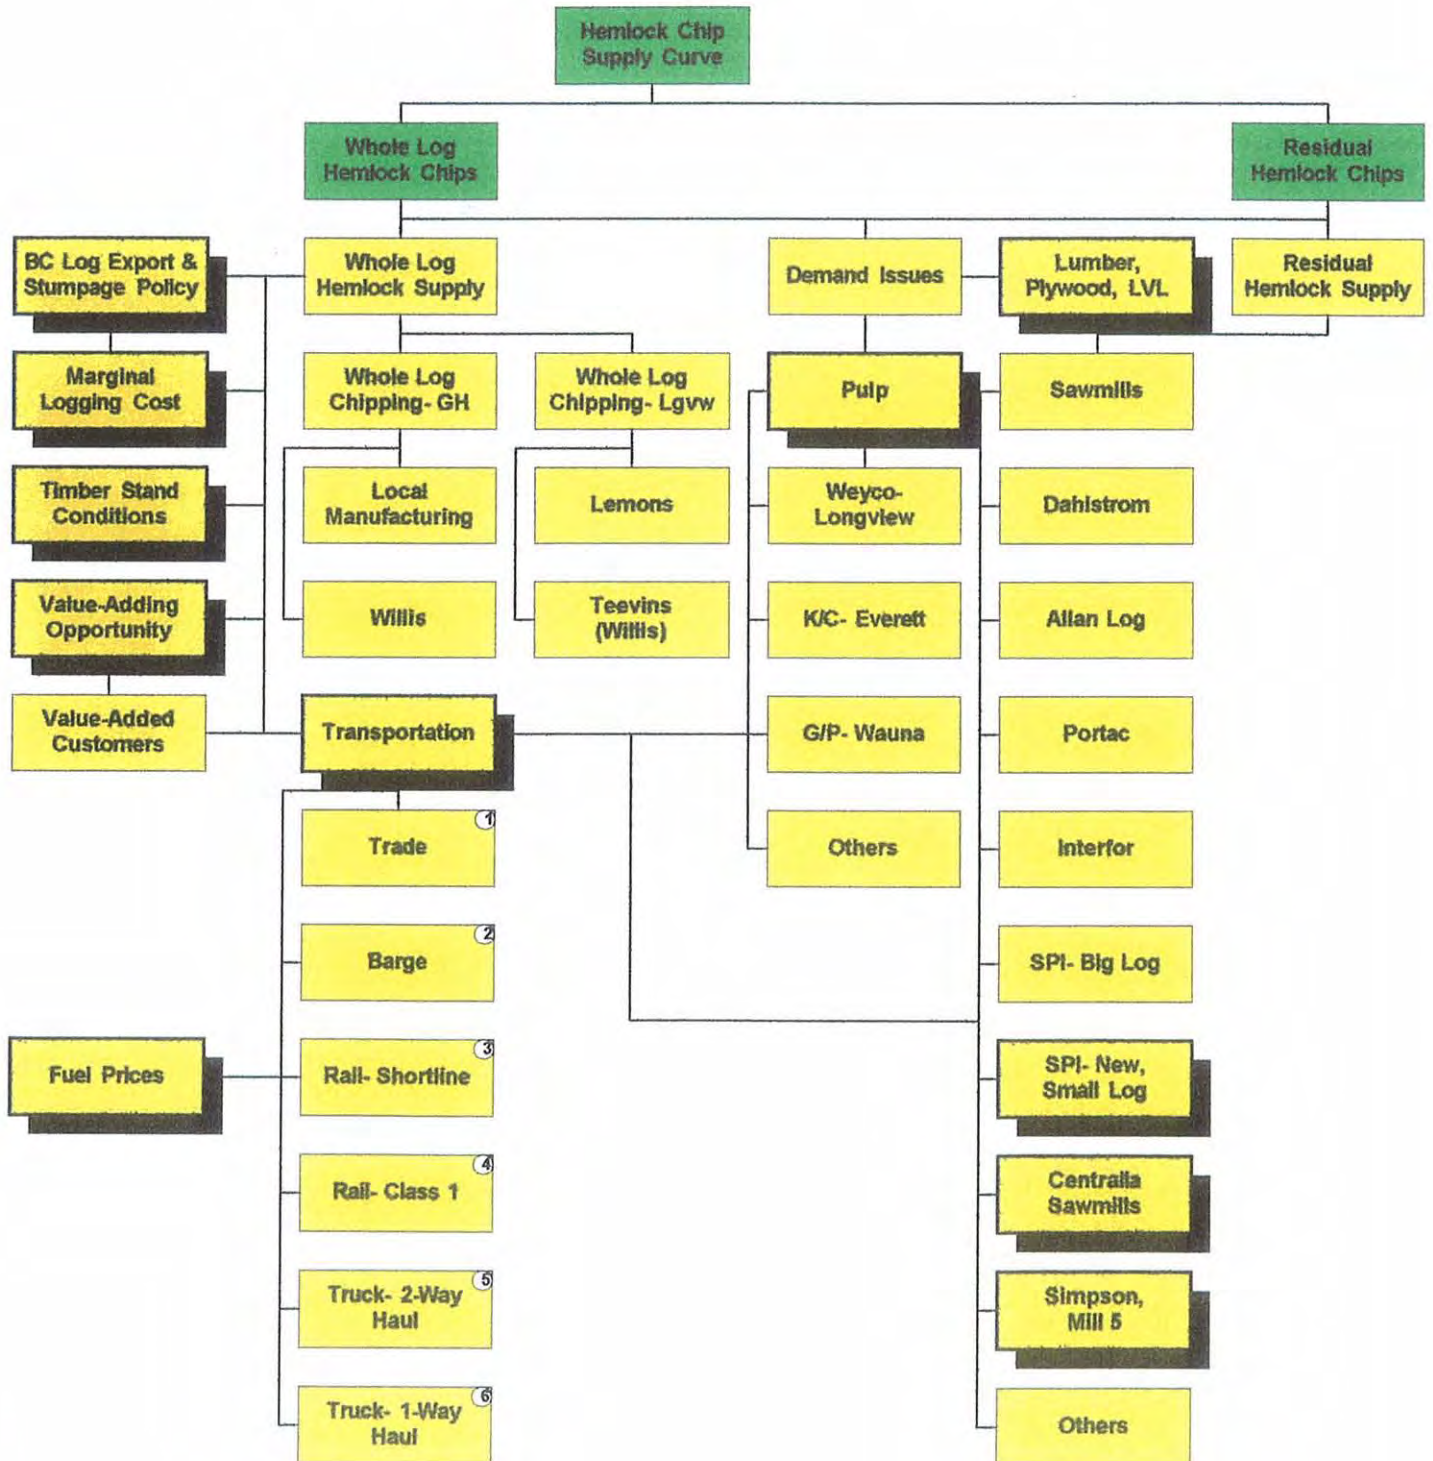 Hemlock Chip
Supply Curve
Whole Log
Hemlock Chips
Residual
Hemlock Chips
BC Log Export &
Stumpage Policy
Whole Log
Hemlock Supply
Demand Issues
Lumber,
Plywood, LVL
Residual
Hemlock Supply
Marginal
Logging Cost
Whole Log
Chipping- GH
Whole Log
Chipping- Lgvw
Pulp
Sawmills
Timber Stand
Conditions
Local
Manufacturing
Lemons
Weyco-
Longview
Dahlstrom
Value-Adding
Opportunity
Willis
Teevins
(Willis)
K/C- Everett
Allan Log
Value-Added
Customers
Transportation
G/P- Wauna
Portac
Trade
1
Others
Interfor
Barge
2
SPI- Big Log
Fuel Prices
Rail- Shortline
3
SPI- New,
Small Log
Rail- Class 1
4
Centralia
Sawmills
Truck- 2-Way
Haul
5
Simpson,
Mill 5
Truck- 1-Way
Haul
6
Others